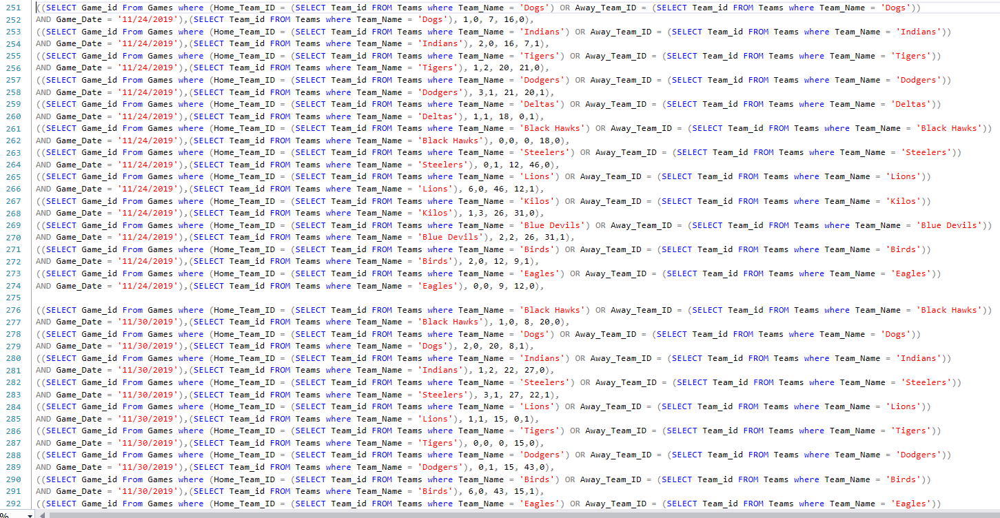 251 ((SELECT Game_id From Games where (Home_Team_ID = (SELECT Team_id FROM Teams where Team_Name = 'Dogs') OR Away_Team_ID = (SELECT Team_id FROM Teams where Team_Name = 'Dogs'))
252 AND Game_Date = '11/24/2019'),(SELECT Team_id FROM Teams where Team_Name = 'Dogs'), 1,0, 7, 16,0),
253 ((SELECT Game_id From Games where (Home_Team_ID = (SELECT Team_id FROM Teams where Team_Name = 'Indians') OR Away_Team_ID = (SELECT Team_id FROM Teams where Team_Name = 'Indians'))
254 AND Game_Date = '11/24/2019'),(SELECT Team_id FROM Teams where Team_Name = 'Indians'), 2,0, 16, 7,1),
255 ((SELECT Game_id From Games where (Home_Team_ID = (SELECT Team_id FROM Teams where Team_Name = 'Tigers') OR Away_Team_ID = (SELECT Team_id FROM Teams where Team_Name = 'Tigers'))
256 AND Game_Date = '11/24/2019'),(SELECT Team_id FROM Teams where Team_Name = 'Tigers'), 1,2, 20, 21,0),
257 ((SELECT Game_id From Games where (Home_Team_ID = (SELECT Team_id FROM Teams where Team_Name = 'Dodgers') OR Away_Team_ID = (SELECT Team_id FROM Teams where Team_Name = 'Dodgers'))
258 AND Game_Date = '11/24/2019'),(SELECT Team_id FROM Teams where Team_Name = 'Dodgers'), 3,1, 21, 20,1),
259 ((SELECT Game_id From Games where (Home_Team_ID = (SELECT Team_id FROM Teams where Team_Name = 'Deltas') OR Away_Team_ID = (SELECT Team_id FROM Teams where Team_Name = 'Deltas'))
260 AND Game_Date = '11/24/2019'),(SELECT Team_id FROM Teams where Team_Name = 'Deltas'), 1,1, 18, 0,1),
261 ((SELECT Game_id From Games where (Home_Team_ID = (SELECT Team_id FROM Teams where Team_Name = 'Black Hawks') OR Away_Team_ID = (SELECT Team_id FROM Teams where Team_Name = 'Black Hawks'))
262 AND Game_Date = '11/24/2019'),(SELECT Team_id FROM Teams where Team_Name = 'Black Hawks'), 0,0, 0, 18,0),
263 ((SELECT Game_id From Games where (Home_Team_ID = (SELECT Team_id FROM Teams where Team_Name = 'Steelers') OR Away_Team_ID = (SELECT Team_id FROM Teams where Team_Name = 'Steelers'))
264 AND Game_Date = '11/24/2019'),(SELECT Team_id FROM Teams where Team_Name = 'Steelers'), 0,1, 12, 46,0),
265 ((SELECT Game_id From Games where (Home_Team_ID = (SELECT Team_id FROM Teams where Team_Name = 'Lions') OR Away_Team_ID = (SELECT Team_id FROM Teams where Team_Name = 'Lions'))
266 AND Game_Date = '11/24/2019'),(SELECT Team_id FROM Teams where Team_Name = 'Lions'), 6,0, 46, 12,1),
267 ((SELECT Game_id From Games where (Home_Team_ID = (SELECT Team_id FROM Teams where Team_Name = 'Kilos') OR Away_Team_ID = (SELECT Team_id FROM Teams where Team_Name = 'Kilos'))
268 AND Game_Date = '11/24/2019'),(SELECT Team_id FROM Teams where Team_Name = 'Kilos'), 1,3, 26, 31,0),
269 ((SELECT Game_id From Games where (Home_Team_ID = (SELECT Team_id FROM Teams where Team_Name = 'Blue Devils') OR Away_Team_ID = (SELECT Team_id FROM Teams where Team_Name = 'Blue Devils'))
270 AND Game_Date = '11/24/2019'),(SELECT Team_id FROM Teams where Team_Name = 'Blue Devils'), 2,2, 26, 31,1),
271 ((SELECT Game_id From Games where (Home_Team_ID = (SELECT Team_id FROM Teams where Team_Name = 'Birds') OR Away_Team_ID = (SELECT Team_id FROM Teams where Team_Name = 'Birds'))
272 AND Game_Date = '11/24/2019'),(SELECT Team_id FROM Teams where Team_Name = 'Birds'), 2,0, 12, 9,1),
273 ((SELECT Game_id From Games where (Home_Team_ID = (SELECT Team_id FROM Teams where Team_Name = 'Eagles') OR Away_Team_ID = (SELECT Team_id FROM Teams where Team_Name = 'Eagles'))
274 AND Game_Date = '11/24/2019'),(SELECT Team_id FROM Teams where Team_Name = 'Eagles'), 0,0, 9, 12,0),
275
276 ((SELECT Game_id From Games where (Home_Team_ID = (SELECT Team_id FROM Teams where Team_Name = 'Black Hawks') OR Away_Team_ID = (SELECT Team_id FROM Teams where Team_Name = 'Black Hawks'))
277 AND Game_Date = '11/30/2019'),(SELECT Team_id FROM Teams where Team_Name = 'Black Hawks'), 1,0, 8, 20,0),
278 ((SELECT Game_id From Games where (Home_Team_ID = (SELECT Team_id FROM Teams where Team_Name = 'Dogs') OR Away_Team_ID = (SELECT Team_id FROM Teams where Team_Name = 'Dogs'))
279 AND Game_Date = '11/30/2019'),(SELECT Team_id FROM Teams where Team_Name = 'Dogs'), 2,0, 20, 8,1),
280 ((SELECT Game_id From Games where (Home_Team_ID = (SELECT Team_id FROM Teams where Team_Name = 'Indians') OR Away_Team_ID = (SELECT Team_id FROM Teams where Team_Name = 'Indians'))
281 AND Game_Date = '11/30/2019'),(SELECT Team_id FROM Teams where Team_Name = 'Indians'), 1,2, 22, 27,0),
282 ((SELECT Game_id From Games where (Home_Team_ID = (SELECT Team_id FROM Teams where Team_Name = 'Steelers') OR Away_Team_ID = (SELECT Team_id FROM Teams where Team_Name = 'Steelers'))
283 AND Game_Date = '11/30/2019'),(SELECT Team_id FROM Teams where Team_Name = 'Steelers'), 3,1, 27, 22,1),
284 ((SELECT Game_id From Games where (Home_Team_ID = (SELECT Team_id FROM Teams where Team_Name = 'Lions') OR Away_Team_ID = (SELECT Team_id FROM Teams where Team_Name = 'Lions'))
285 AND Game_Date = '11/30/2019'),(SELECT Team_id FROM Teams where Team_Name = 'Lions'), 1,1, 15, 0,1),
286 ((SELECT Game_id From Games where (Home_Team_ID = (SELECT Team_id FROM Teams where Team_Name = 'Tigers') OR Away_Team_ID = (SELECT Team_id FROM Teams where Team_Name = 'Tigers'))
287 AND Game_Date = '11/30/2019'),(SELECT Team_id FROM Teams where Team_Name = 'Tigers'), 0,0, 0, 15,0),
288 ((SELECT Game_id From Games where (Home_Team_ID = (SELECT Team_id FROM Teams where Team_Name = 'Dodgers') OR Away_Team_ID = (SELECT Team_id FROM Teams where Team_Name = 'Dodgers'))
289 AND Game_Date = '11/30/2019'),(SELECT Team_id FROM Teams where Team_Name = 'Dodgers'), 0,1, 15, 43,0),
290 ((SELECT Game_id From Games where (Home_Team_ID = (SELECT Team_id FROM Teams where Team_Name = 'Birds') OR Away_Team_ID = (SELECT Team_id FROM Teams where Team_Name = 'Birds'))
291 AND Game_Date = '11/30/2019'),(SELECT Team_id FROM Teams where Team_Name = 'Birds'), 6,0, 43, 15,1),
292 ((SELECT Game_id From Games where (Home_Team_ID = (SELECT Team_id FROM Teams where Team_Name = 'Eagles') OR Away_Team_ID = (SELECT Team_id FROM Teams where Team_Name = 'Eagles'))
%